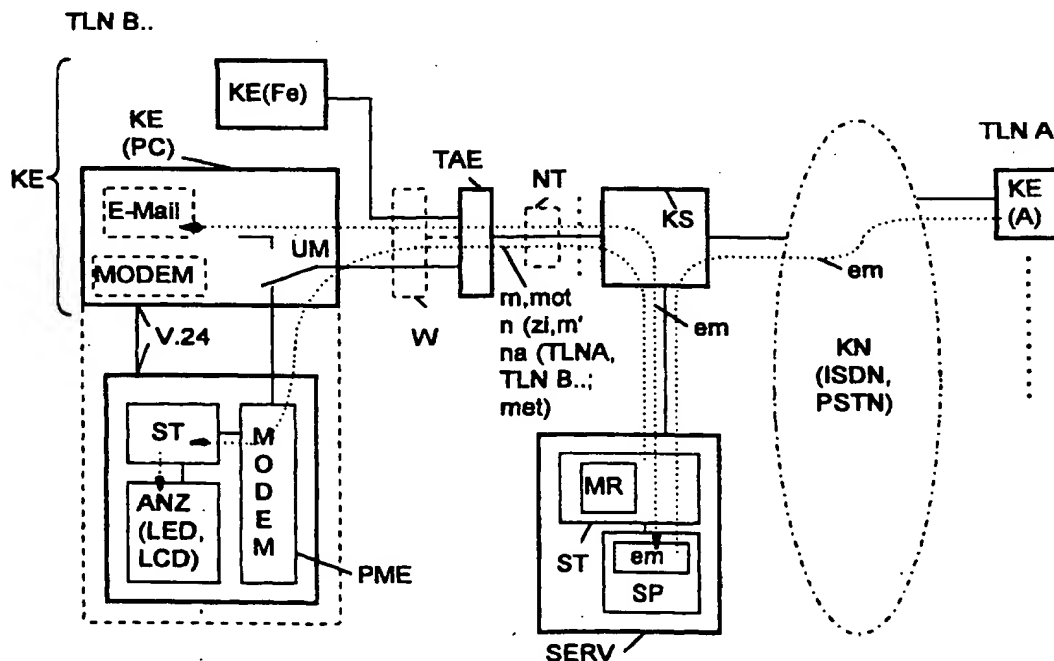 TLN B..
KE(Fe)
KE
(PC)
KE
TAE
NT
TLN A
KS
KE
(A)
E-Mail
UM
MODEM
em
V.24
W
m,mot
n (zi,m'
na (TLNA,
TLN B..;
met)
em
KN
(ISDN,
PSTN)
ST
MODEM
ANZ
(LED,
LCD)
PME
MR
ST
em
SP
SERV